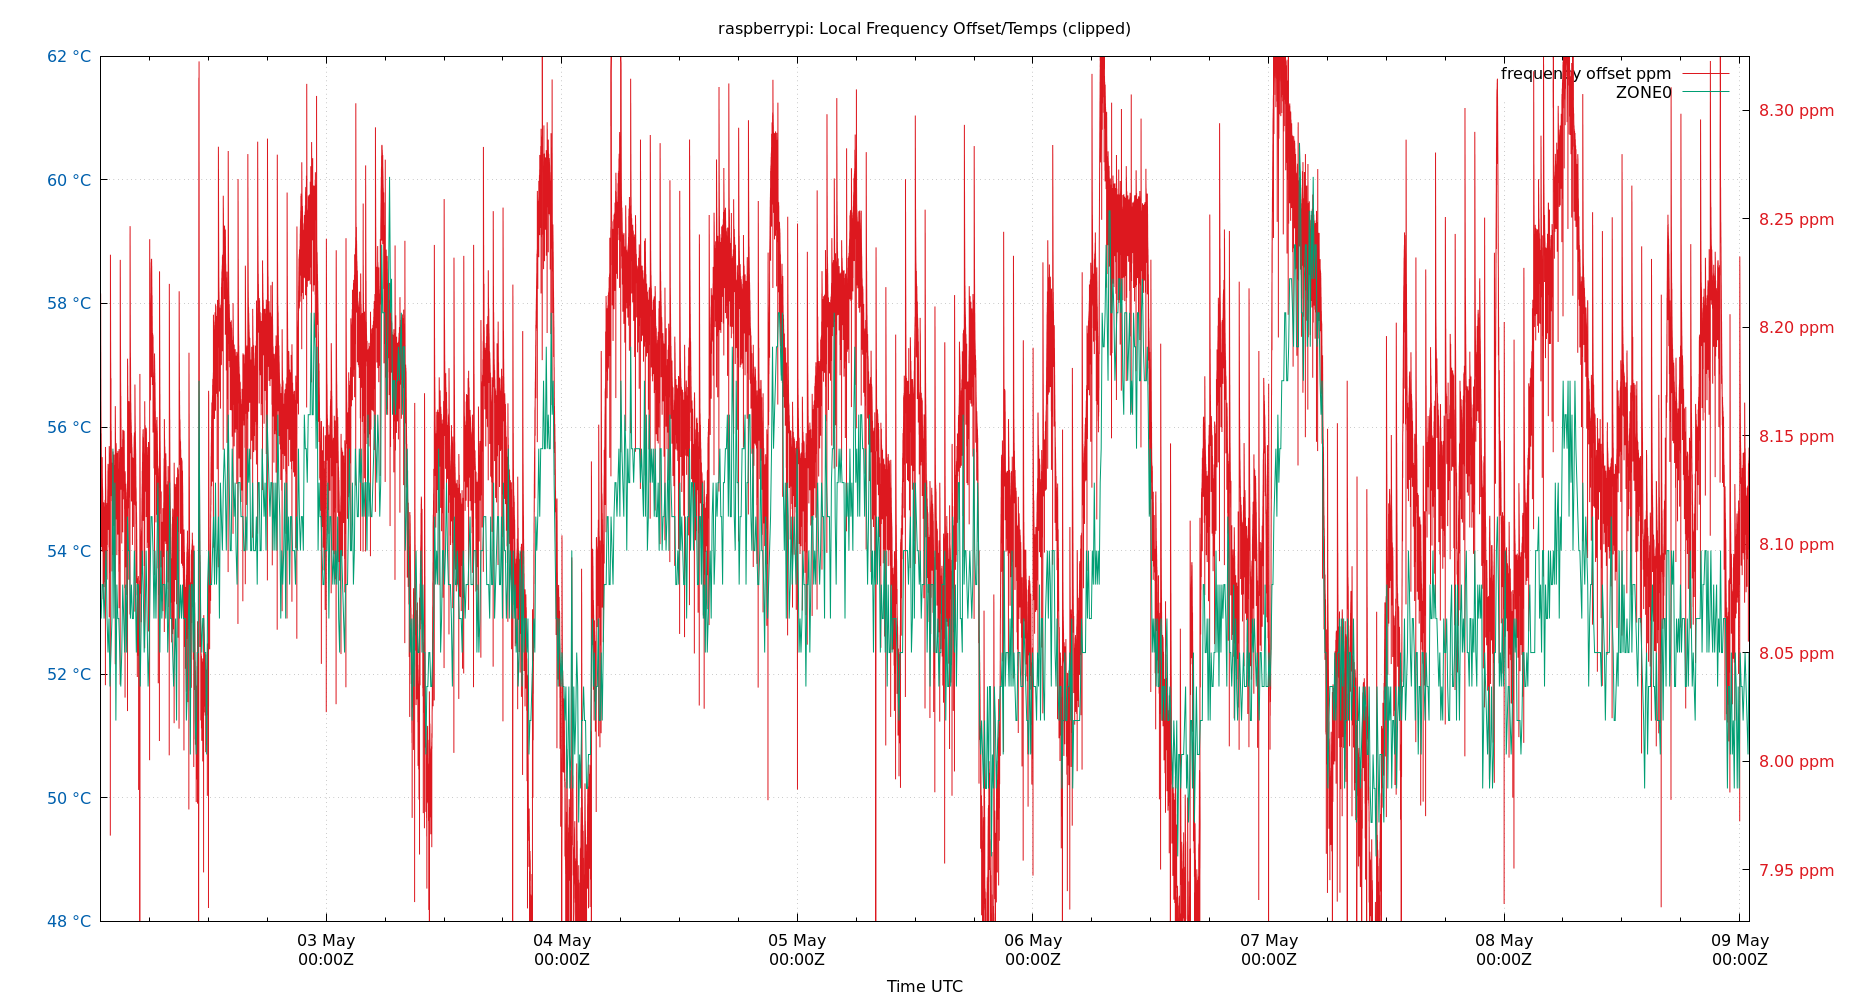 raspberrypi: Local Frequency Offset/Temps (clipped)
62 °C
60 °C
58 °C
56 °C
54 °C
52 °C
50 °C
48 °C
frequency offset ppm
ZONE0
8.30 ppm
8.25 ppm
8.20 ppm
8.15 ppm
8.10 ppm
8.05 ppm
8.00 ppm
7.95 ppm
03 May
00:00Z
04 May
00:00Z
05 May
00:00Z
06 May
00:00Z
07 May
00:00Z
08 May
00:00Z
09 May
00:00Z
Time UTC